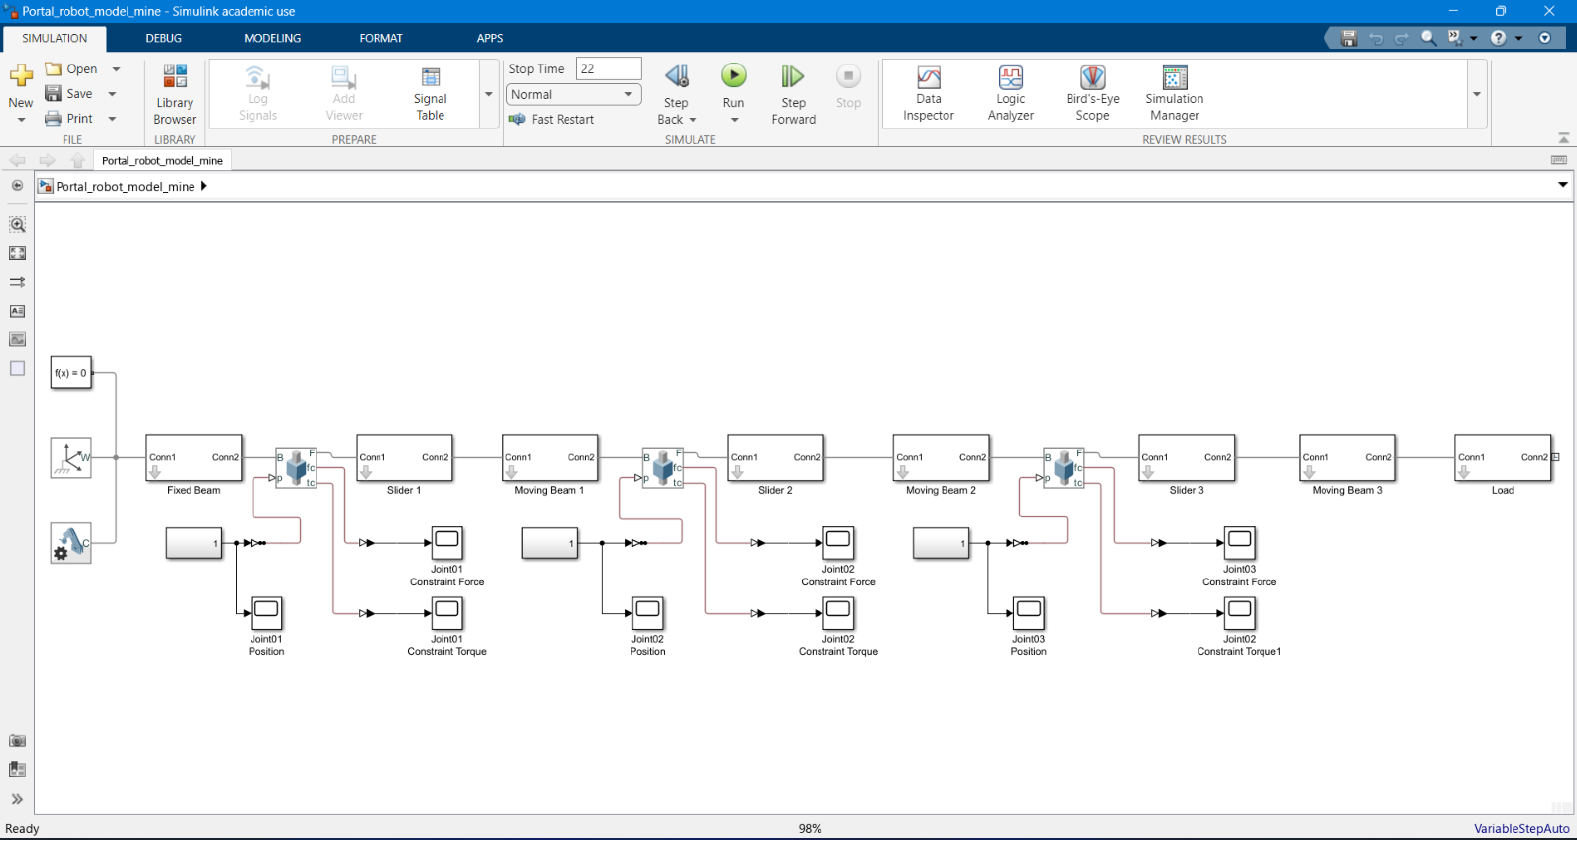 Portal_robot_model_mine - Simulink academic use
SIMULATION DEBUG MODELING FORMAT APPS
New
Open
Save
Print
FILE
Library
Browser
LIBRARY
Log
Signals
Add
Viewer
Signal
Table
PREPARE
Stop Time 22
Normal
Fast Restart
Step
Back
Run
Step
Forward
Stop
SIMULATE
Data
Inspector
Logic
Analyzer
Bird's-Eye
Scope
Simulation
Manager
REVIEW RESULTS
Portal_robot_model_mine
Portal_robot_model_mine
f(x) = 0
W
C
Conn1 Conn2
Fixed Beam
B F
fc
p tc
Conn1 Conn2
Slider 1
Conn1 Conn2
Moving Beam 1
B F
fc
p tc
Conn1 Conn2
Slider 2
Conn1 Conn2
Moving Beam 2
B F
fc
p tc
Conn1 Conn2
Slider 3
Conn1 Conn2
Moving Beam 3
Conn1 Conn2
Load
1
Joint01
Position
Joint01
Constraint Force
Joint01
Constraint Torque
1
Joint02
Position
Joint02
Constraint Force
Joint02
Constraint Torque
1
Joint03
Position
Joint03
Constraint Force
Joint02
Constraint Torque1
Ready 98% VariableStepAuto